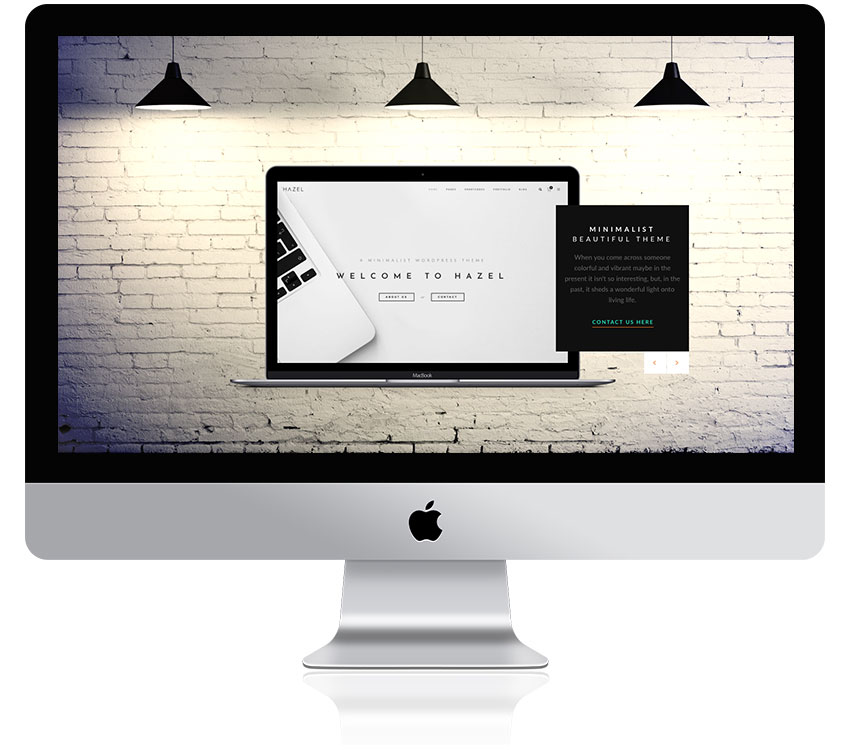 HAZEL
HOME PAGES SHORTCODES PORTFOLIO BLOG
A MINIMALIST WORDPRESS THEME
WELCOME TO HAZEL
ABOUT US or CONTACT
MacBook
MINIMALIST
BEAUTIFUL THEME
When you come across someone
colorful and vibrant maybe in the
present it isn't so interesting, but, in the
past, it sheds a wonderful light onto
living life.
CONTACT US HERE